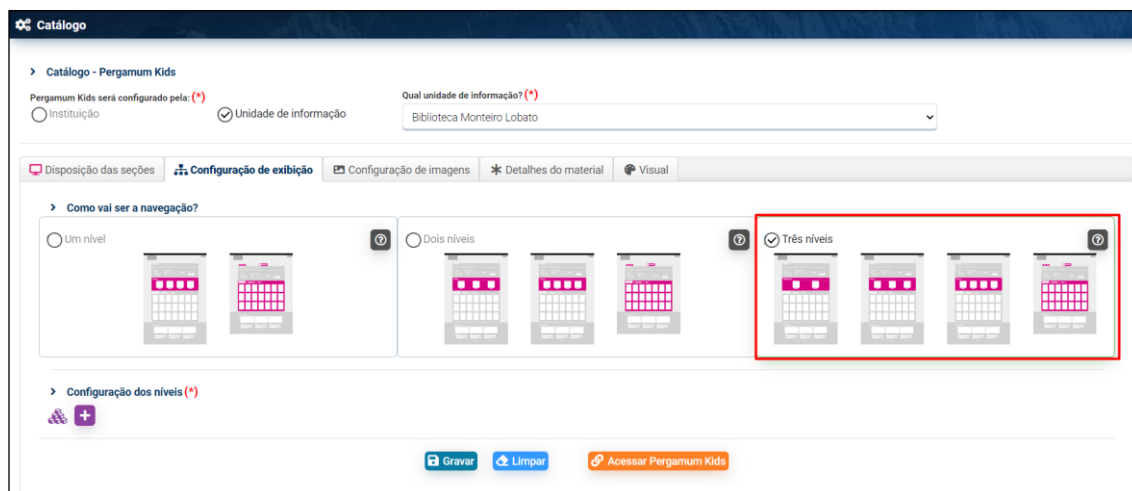 Catálogo
Catálogo - Pergamum Kids
Pergamum Kids será configurado pela: (*)
Qual unidade de informação? (*)
Instituição
Unidade de informação
Biblioteca Monteiro Lobato
Disposição das seções
Configuração de exibição
Configuração de imagens
Detalhes do material
Visual
Como vai ser a navegação?
Um nível
Dois níveis
Três níveis
Configuração dos níveis (*)
Gravar
Limpar
Acessar Pergamum Kids